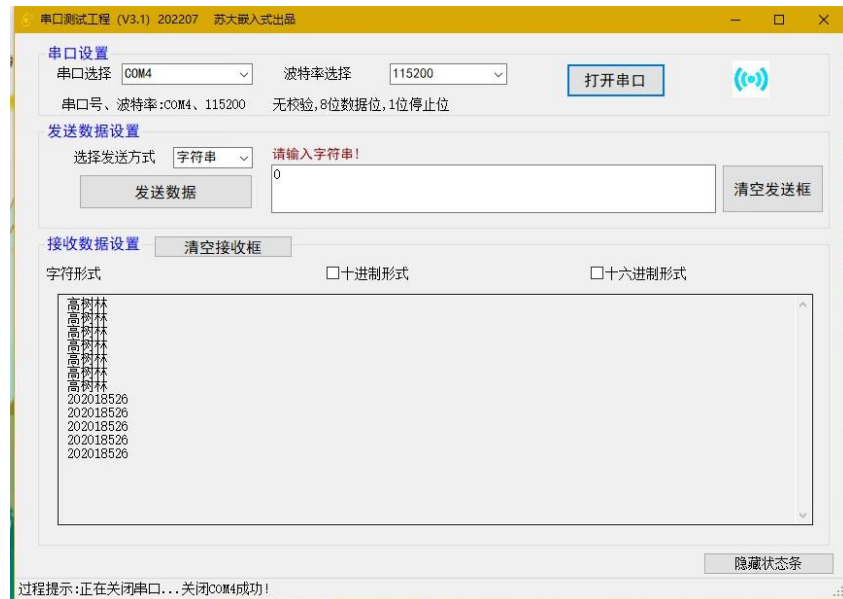 串口测试工程 (V3.1) 202207 苏大嵌入式出品
串口设置
串口选择 COM4 波特率选择 115200 打开串口
串口号、波特率:COM4、115200 无校验,8位数据位,1位停止位
发送数据设置
选择发送方式 字符串 请输入字符串!
0
发送数据 清空发送框
接收数据设置 清空接收框
字符形式 十进制形式 十六进制形式
高树林
高树林
高树林
高树林
高树林
高树林
高树林
202018526
202018526
202018526
202018526
202018526
隐藏状态条
过程提示:正在关闭串口...关闭COM4成功!